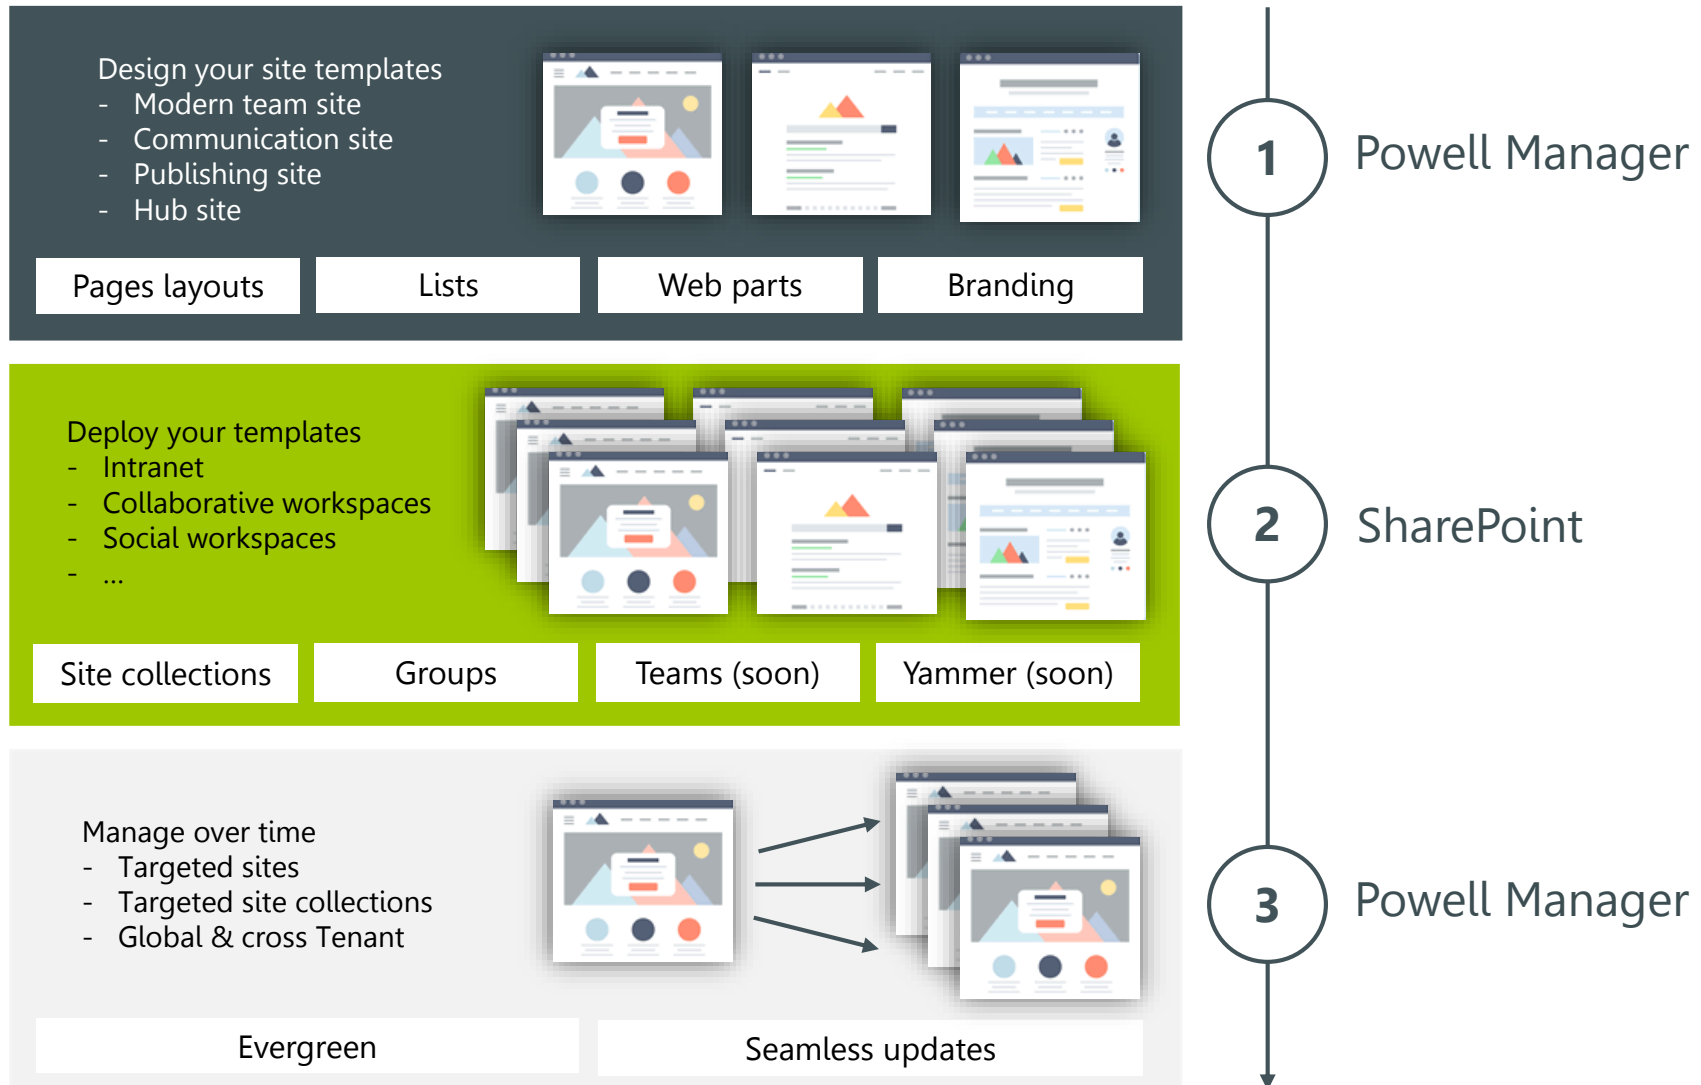 Design your site templates
- Modern team site
- Communication site
- Publishing site
- Hub site
Pages layouts
Lists
Web parts
Branding
1
Powell Manager
Deploy your templates
- Intranet
- Collaborative workspaces
- Social workspaces
- ...
Site collections
Groups
Teams (soon)
Yammer (soon)
2
SharePoint
Manage over time
- Targeted sites
- Targeted site collections
- Global & cross Tenant
Evergreen
Seamless updates
3
Powell Manager